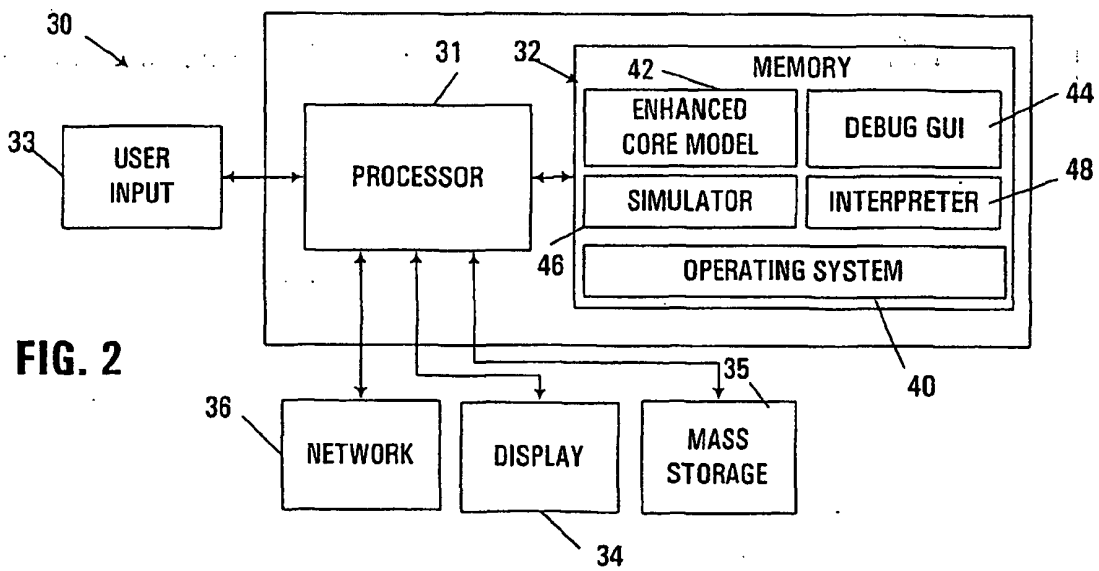 30
31
32
MEMORY
42
ENHANCED
CORE MODEL
DEBUG GUI
44
33
USER
INPUT
PROCESSOR
SIMULATOR
INTERPRETER
48
46
OPERATING SYSTEM
40
FIG. 2
36
NETWORK
DISPLAY
34
35
MASS
STORAGE